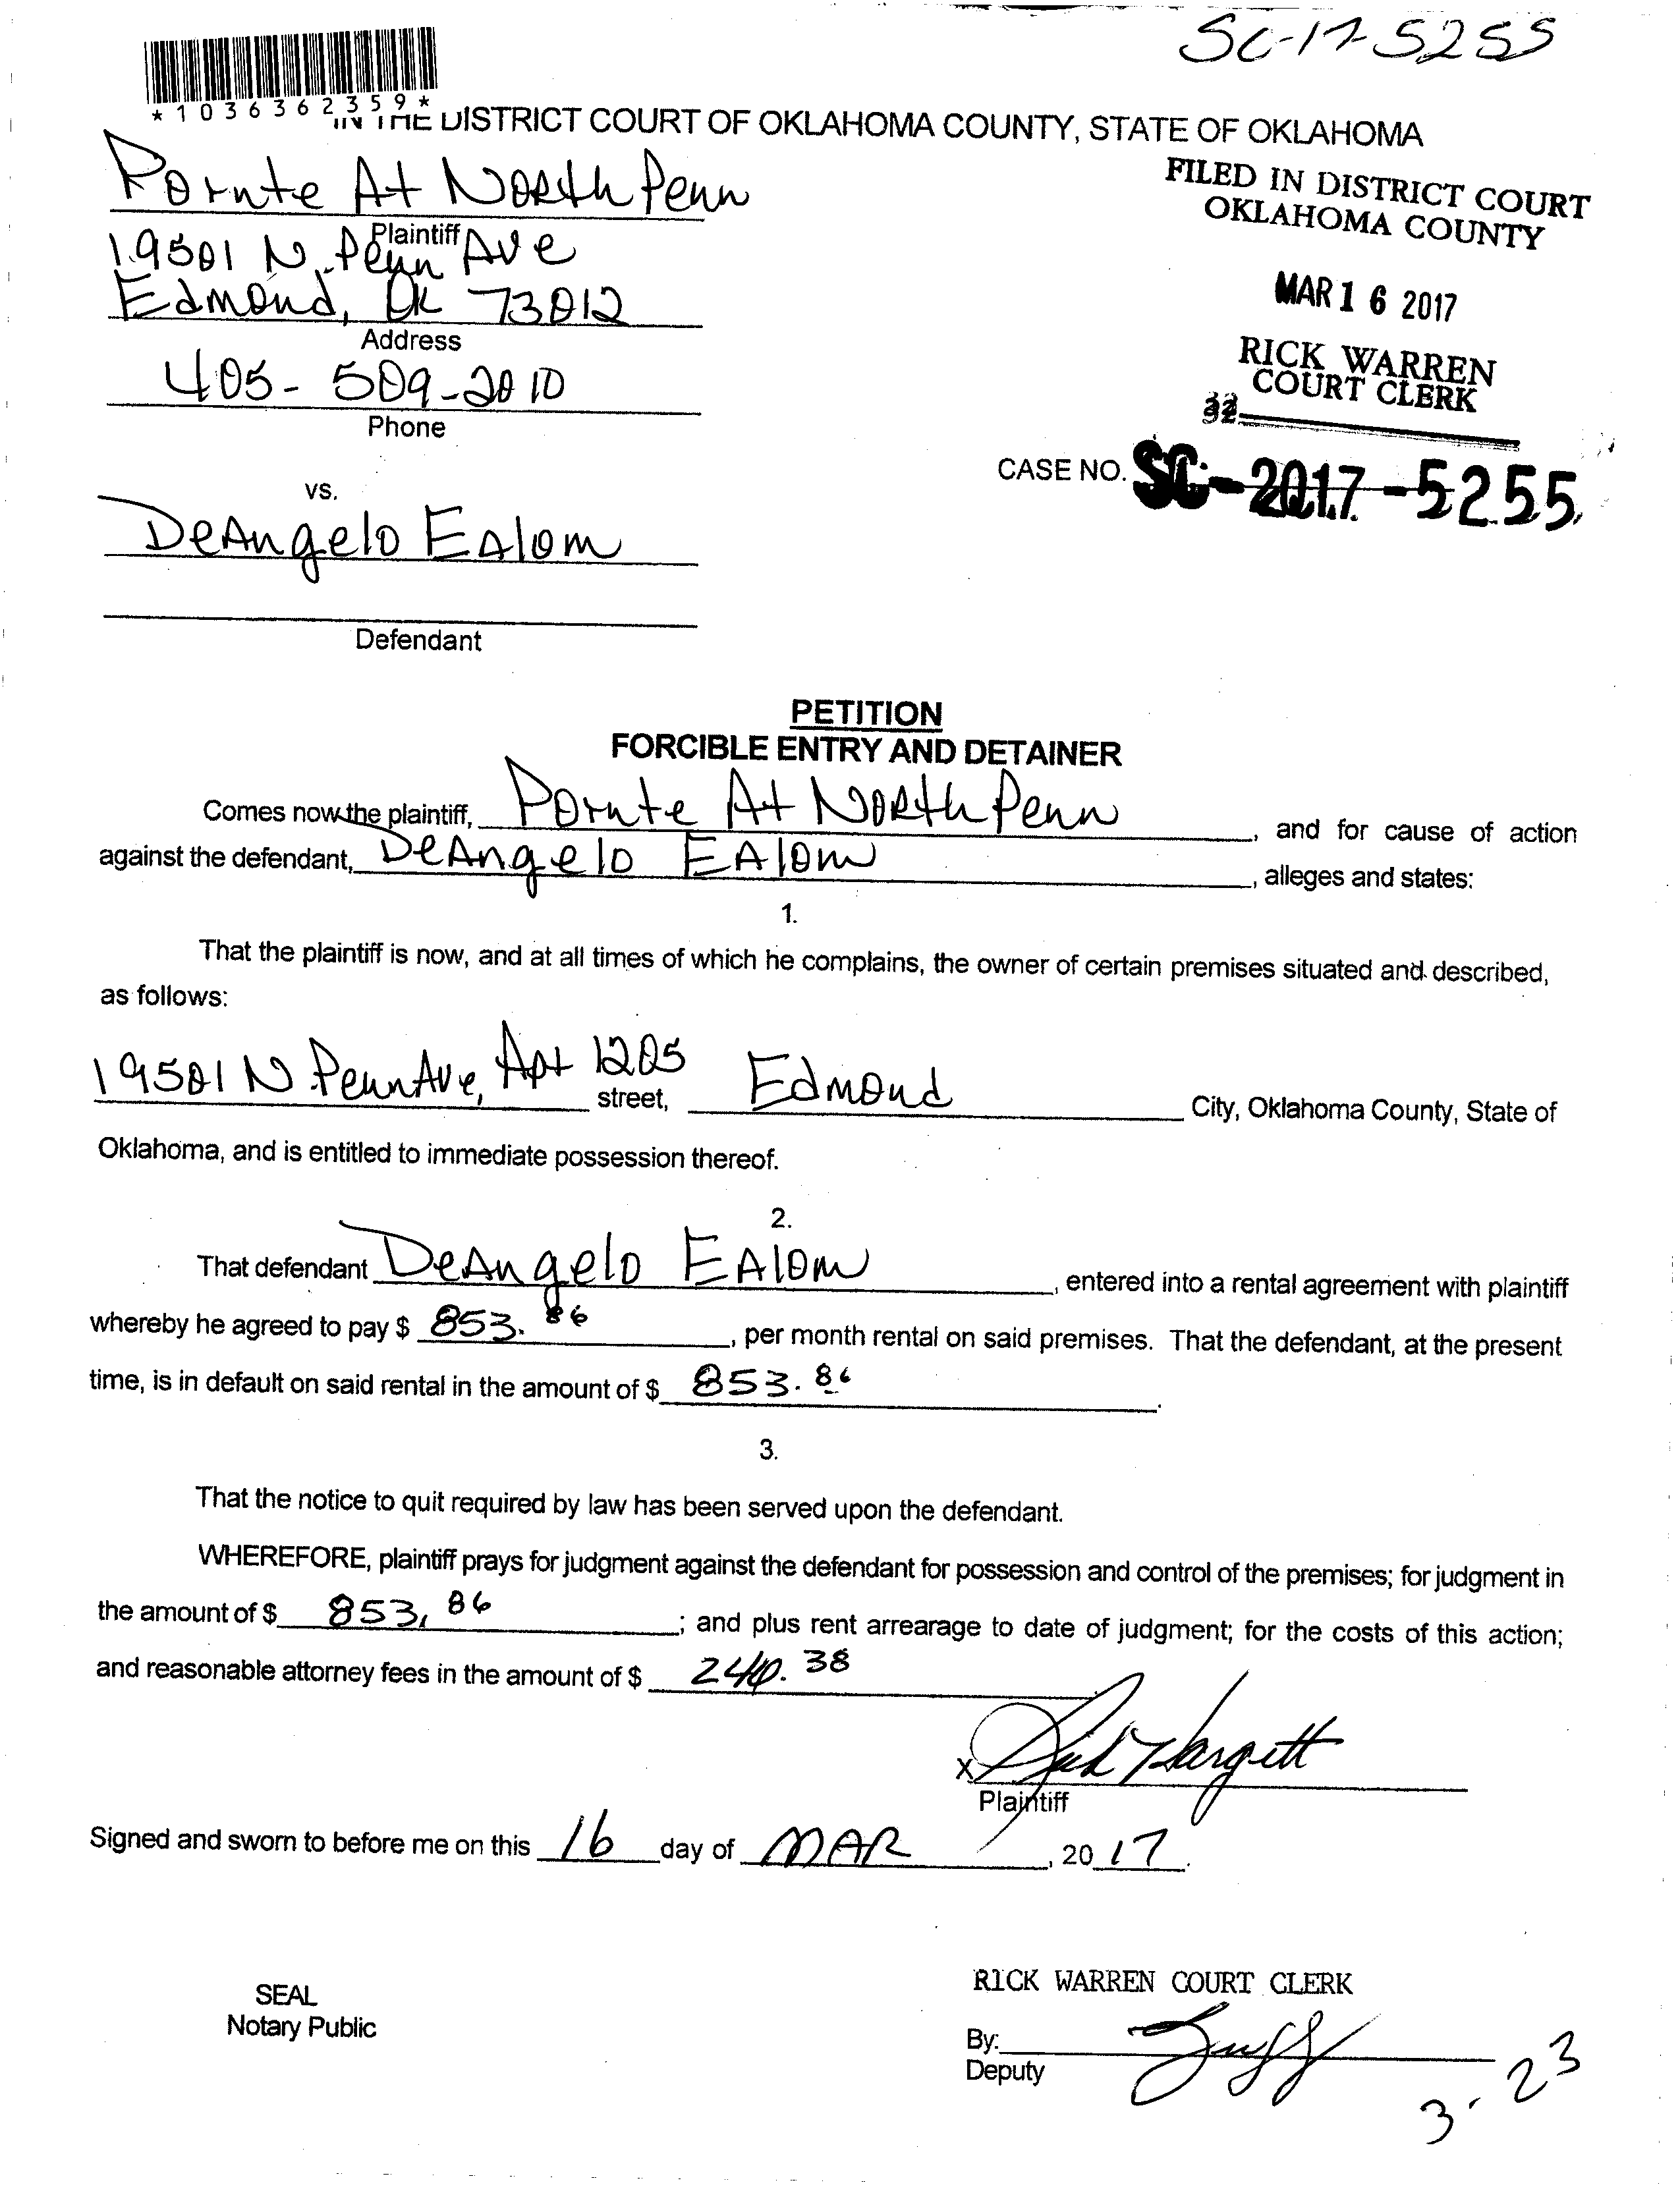 SC-17-5255
*1036362359*
IN THE DISTRICT COURT OF OKLAHOMA COUNTY, STATE OF OKLAHOMA
Pointe At North Penn
Plaintiff
19501 N. Penn Ave
Edmond, OK 73012
Address
405-509-2010
Phone
FILED IN DISTRICT COURT
OKLAHOMA COUNTY
MAR 16 2017
RICK WARREN
COURT CLERK
32
CASE NO. SC-2017-5255
vs.
DeAngelo Ealom
Defendant
PETITION
FORCIBLE ENTRY AND DETAINER
Comes now the plaintiff, Pointe At North Penn, and for cause of action
against the defendant, DeAngelo Ealom, alleges and states:
1.
That the plaintiff is now, and at all times of which he complains, the owner of certain premises situated and described,
as follows:
19501 N. Penn Ave, Apt 1205 street, Edmond City, Oklahoma County, State of
Oklahoma, and is entitled to immediate possession thereof.
2.
That defendant DeAngelo Ealom, entered into a rental agreement with plaintiff
whereby he agreed to pay $ 853.86, per month rental on said premises. That the defendant, at the present
time, is in default on said rental in the amount of $ 853.86.
3.
That the notice to quit required by law has been served upon the defendant.
WHEREFORE, plaintiff prays for judgment against the defendant for possession and control of the premises; for judgment in
the amount of $ 853.86; and plus rent arrearage to date of judgment; for the costs of this action;
and reasonable attorney fees in the amount of $ 240.38
x Hargett
Plaintiff
Signed and sworn to before me on this 16 day of MAR, 2017.
SEAL
Notary Public
RICK WARREN COURT CLERK
By:
Deputy
3-23